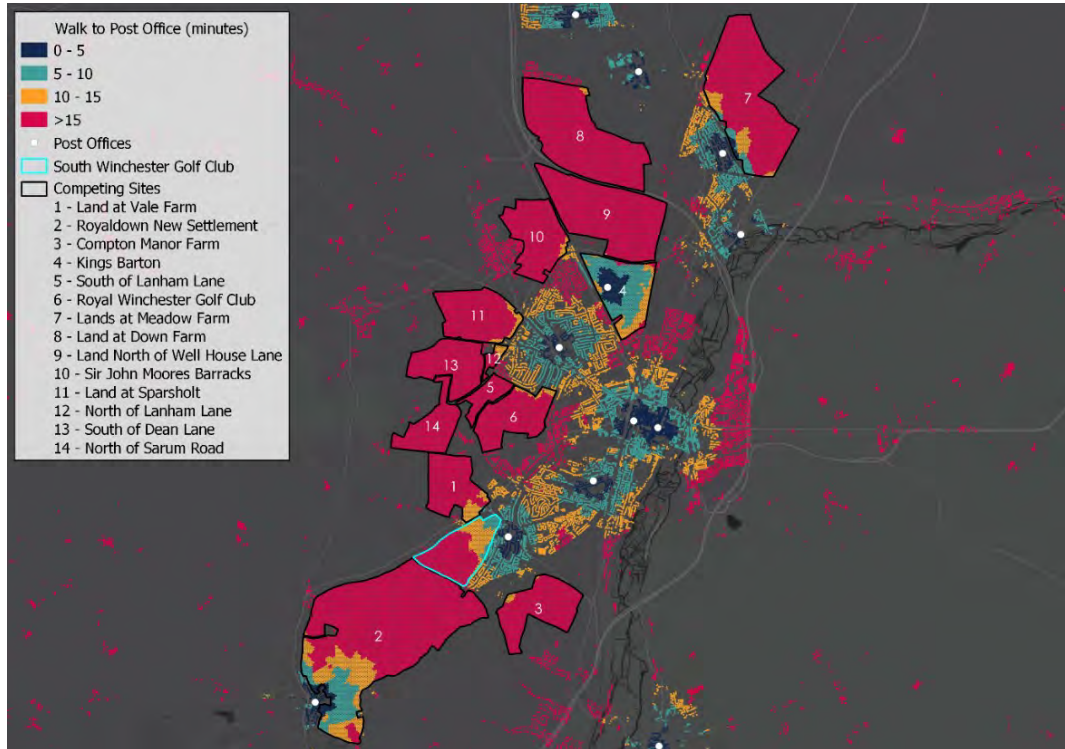 Walk to Post Office (minutes)
0 - 5
5 - 10
10 - 15
>15
Post Offices
South Winchester Golf Club
Competing Sites
1 - Land at Vale Farm
2 - Royaldown New Settlement
3 - Compton Manor Farm
4 - Kings Barton
5 - South of Lanham Lane
6 - Royal Winchester Golf Club
7 - Lands at Meadow Farm
8 - Land at Down Farm
9 - Land North of Well House Lane
10 - Sir John Moores Barracks
11 - Land at Sparsholt
12 - North of Lanham Lane
13 - South of Dean Lane
14 - North of Sarum Road
7
8
9
10
4
11
12
13
5
6
14
1
3
2